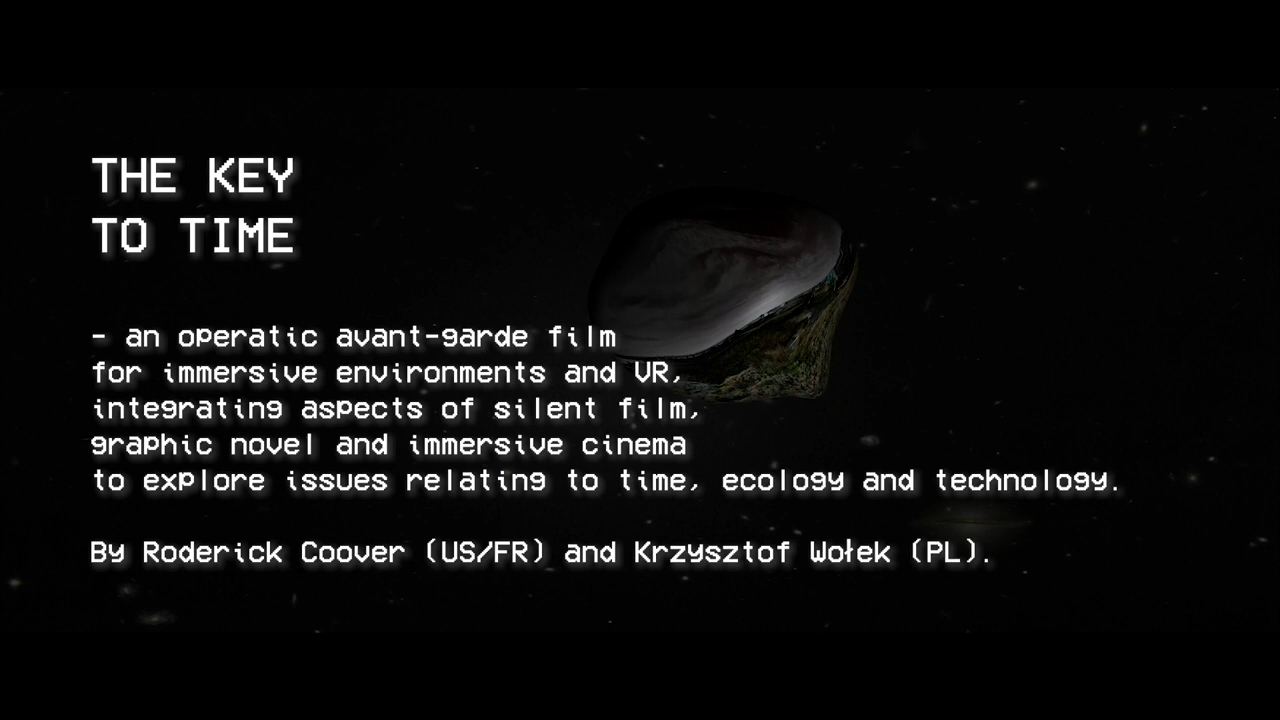 THE KEY
TO TIME
- an operatic avant-garde film
for immersive environments and VR,
integrating aspects of silent film,
graphic novel and immersive cinema
to explore issues relating to time, ecology and technology.
By Roderick Coover (US/FR) and Krzysztof Wołek (PL).